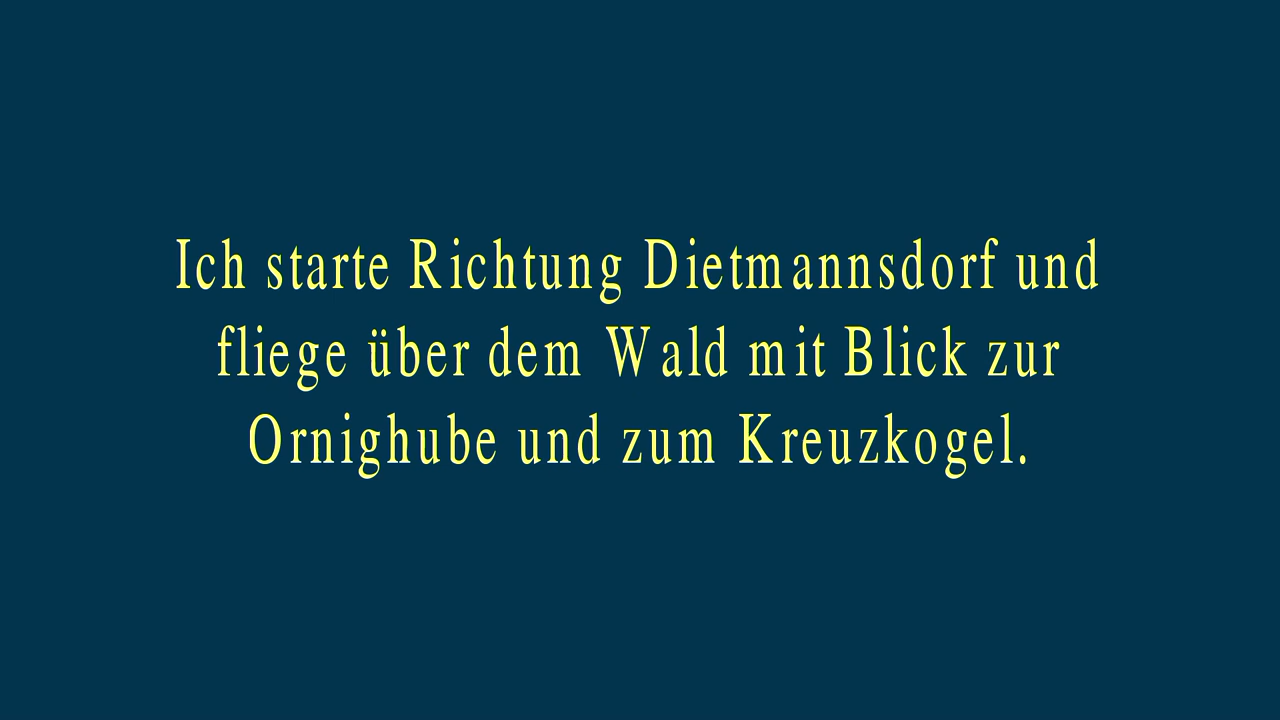 Ich starte Richtung Dietmannsdorf und
fliege über dem Wald mit Blick zur
Ornighube und zum Kreuzkogel.